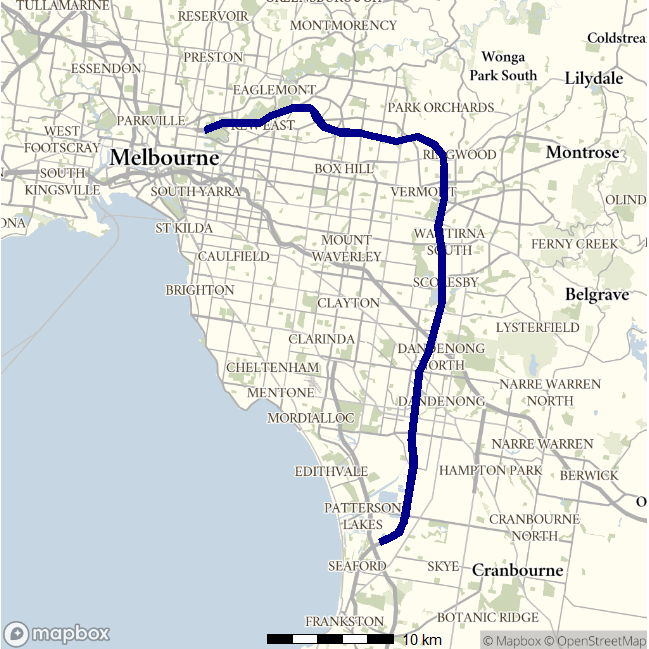 TULLAMARINE
GREENSBOROUGH
RESERVOIR
MONTMORENCY
Coldstream
PRESTON
Wonga
Park South
ESSENDON
Lilydale
EAGLEMONT
PARK ORCHARDS
PARKVILLE
KEW EAST
WEST
FOOTSCRAY
Melbourne
RINGWOOD
Montrose
SOUTH
KINGSVILLE
BOX HILL
SOUTH YARRA
VERMONT
OLIND
ONA
ST KILDA
WANTIRNA
SOUTH
MOUNT
WAVERLEY
FERNY CREEK
CAULFIELD
SCORESBY
BRIGHTON
CLAYTON
Belgrave
LYSTERFIELD
CLARINDA
DANDENONG
NORTH
CHELTENHAM
NARRE WARREN
NORTH
MENTONE
DANDENONG
MORDIALLOC
NARRE WARREN
EDITHVALE
HAMPTON PARK
BERWICK
O
PATTERSON
LAKES
CRANBOURNE
NORTH
SEAFORD
SKYE
Cranbourne
FRANKSTON
BOTANIC RIDGE
mapbox
10 km
© Mapbox © OpenStreetMap